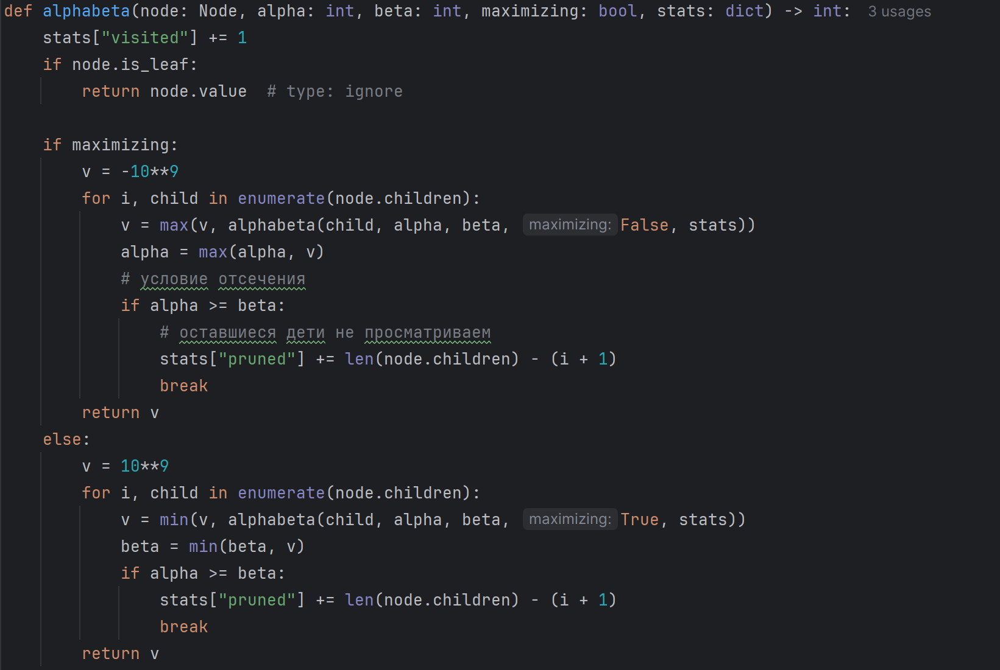 def alphabeta(node: Node, alpha: int, beta: int, maximizing: bool, stats: dict) -> int:  3 usages
    stats["visited"] += 1
    if node.is_leaf:
        return node.value  # type: ignore

    if maximizing:
        v = -10**9
        for i, child in enumerate(node.children):
            v = max(v, alphabeta(child, alpha, beta, maximizing: False, stats))
            alpha = max(alpha, v)
            # условие отсечения
            if alpha >= beta:
                # оставшиеся дети не просматриваем
                stats["pruned"] += len(node.children) - (i + 1)
                break
        return v
    else:
        v = 10**9
        for i, child in enumerate(node.children):
            v = min(v, alphabeta(child, alpha, beta, maximizing: True, stats))
            beta = min(beta, v)
            if alpha >= beta:
                stats["pruned"] += len(node.children) - (i + 1)
                break
        return v